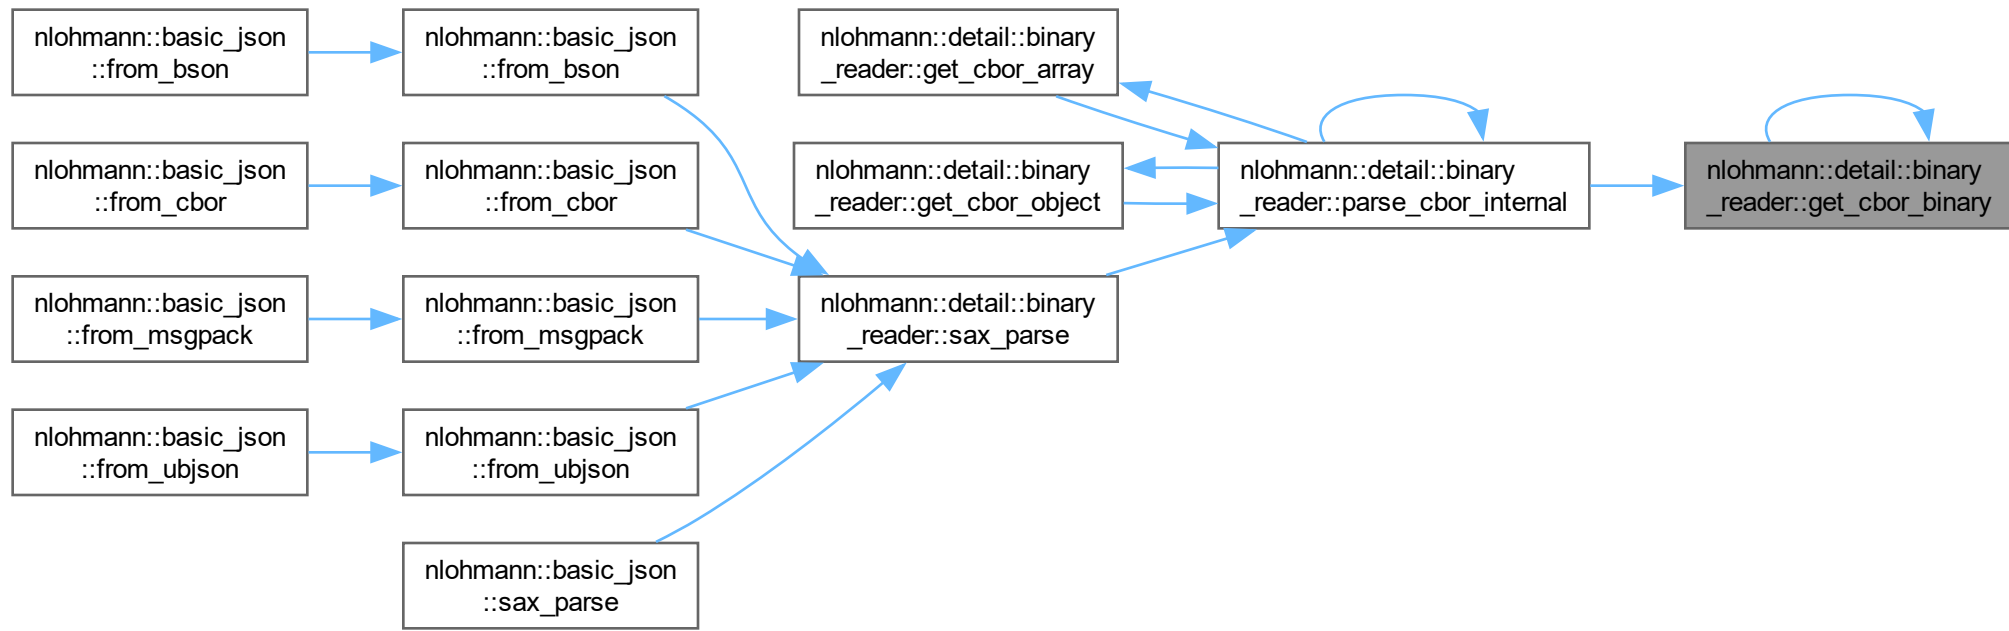 nlohmann::basic_json
::from_bson
nlohmann::basic_json
::from_bson
nlohmann::detail::binary
_reader::get_cbor_array
nlohmann::basic_json
::from_cbor
nlohmann::basic_json
::from_cbor
nlohmann::detail::binary
_reader::get_cbor_object
nlohmann::detail::binary
_reader::parse_cbor_internal
nlohmann::detail::binary
_reader::get_cbor_binary
nlohmann::basic_json
::from_msgpack
nlohmann::basic_json
::from_msgpack
nlohmann::detail::binary
_reader::sax_parse
nlohmann::basic_json
::from_ubjson
nlohmann::basic_json
::from_ubjson
nlohmann::basic_json
::sax_parse